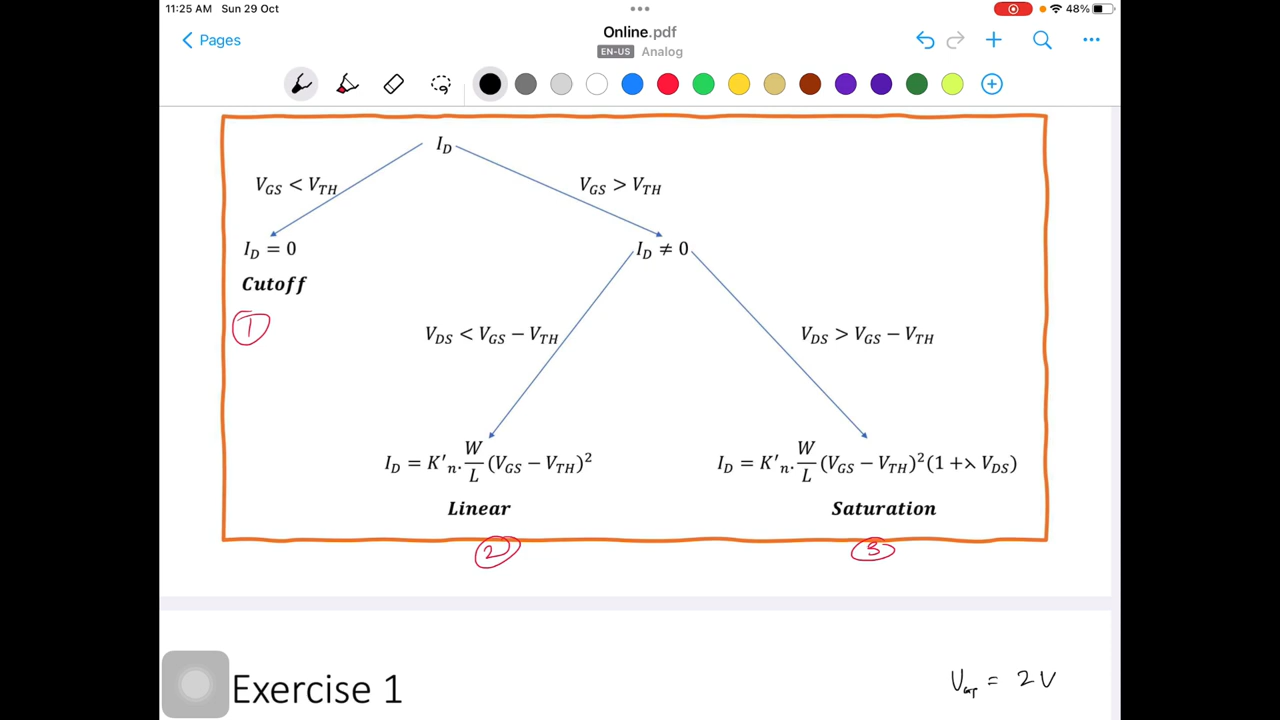 11:25 AM Sun 29 Oct
48%
Pages
Online.pdf
EN-US Analog
I_D
V_GS < V_TH
V_GS > V_TH
I_D = 0
I_D ≠ 0
Cutoff
1
V_DS < V_GS − V_TH
V_DS > V_GS − V_TH
I_D = K'_n. W/L (V_GS − V_TH)²
I_D = K'_n. W/L (V_GS − V_TH)²(1 + λ V_DS)
Linear
Saturation
2
3
Exercise 1
V_GT = 2V